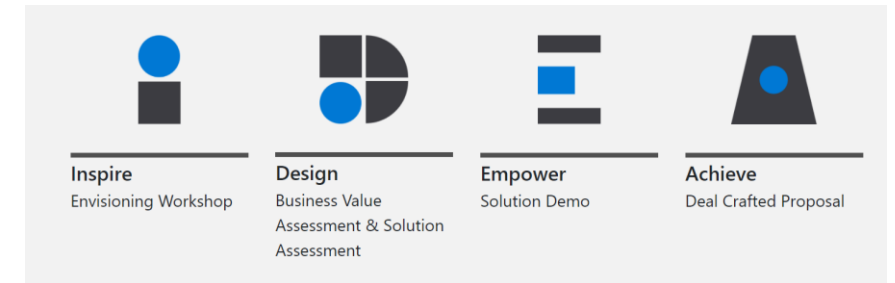 i D E A
Inspire
Envisioning Workshop
Design
Business Value
Assessment & Solution
Assessment
Empower
Solution Demo
Achieve
Deal Crafted Proposal